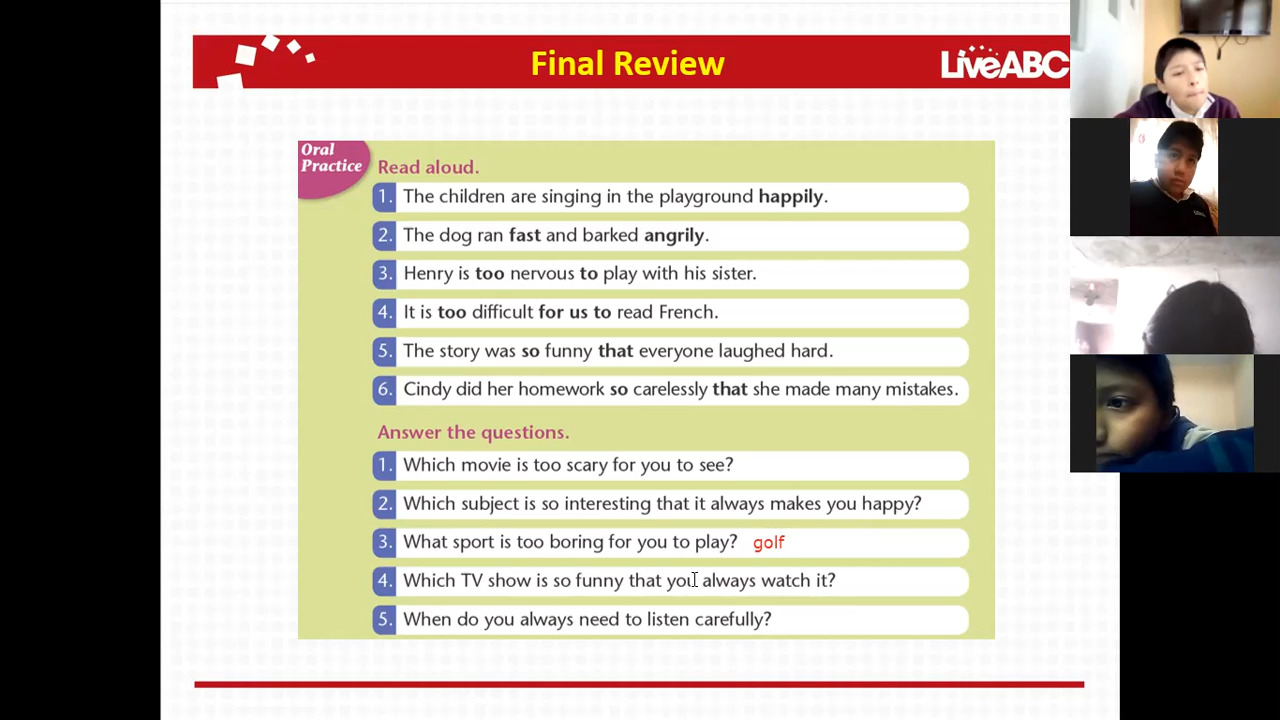 Final Review
LiveABC
Oral
Practice
Read aloud.
1. The children are singing in the playground happily.
2. The dog ran fast and barked angrily.
3. Henry is too nervous to play with his sister.
4. It is too difficult for us to read French.
5. The story was so funny that everyone laughed hard.
6. Cindy did her homework so carelessly that she made many mistakes.
Answer the questions.
1. Which movie is too scary for you to see?
2. Which subject is so interesting that it always makes you happy?
3. What sport is too boring for you to play? golf
4. Which TV show is so funny that you always watch it?
5. When do you always need to listen carefully?